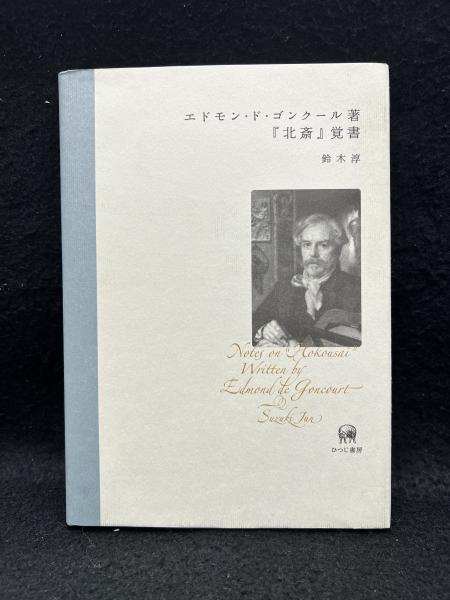 エドモン・ド・ゴンクール著
『北斎』覚書
鈴木淳
Notes on "Hokousai"
Written by
Edmond de Goncourt
Suzuki Jun
ひつじ書房